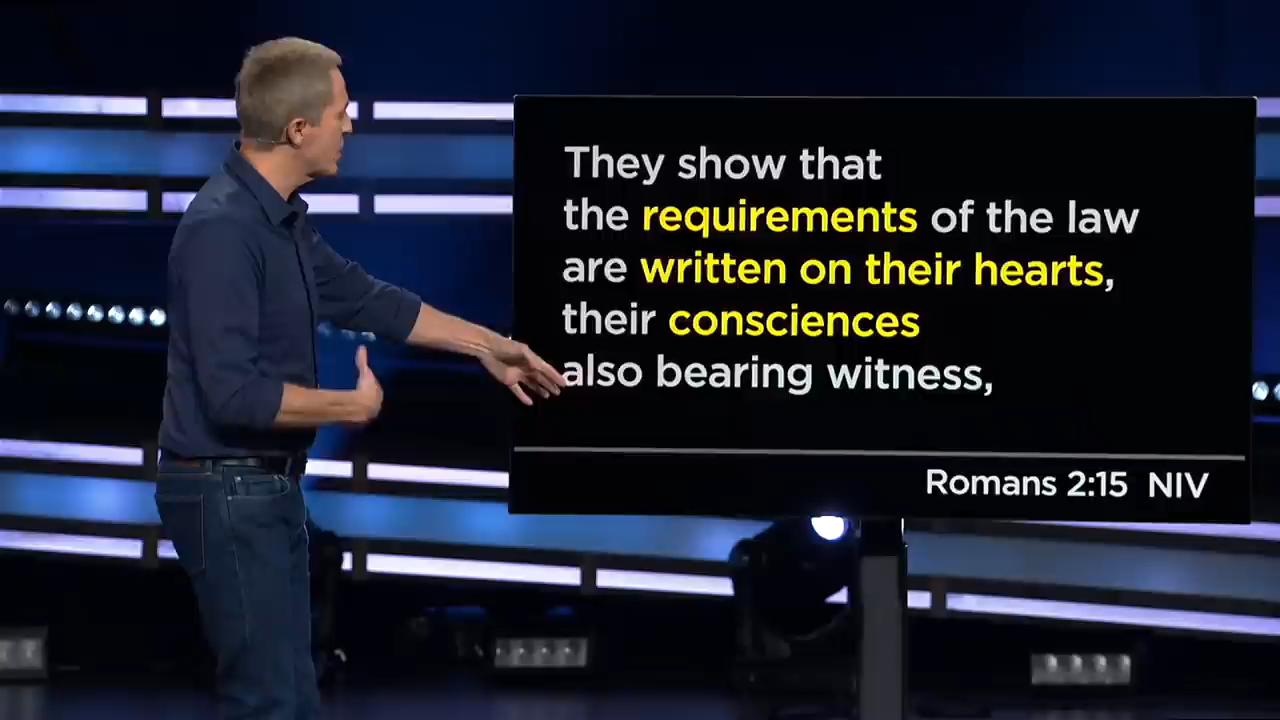 They show that
the requirements of the law
are written on their hearts,
their consciences
also bearing witness,
Romans 2:15 NIV